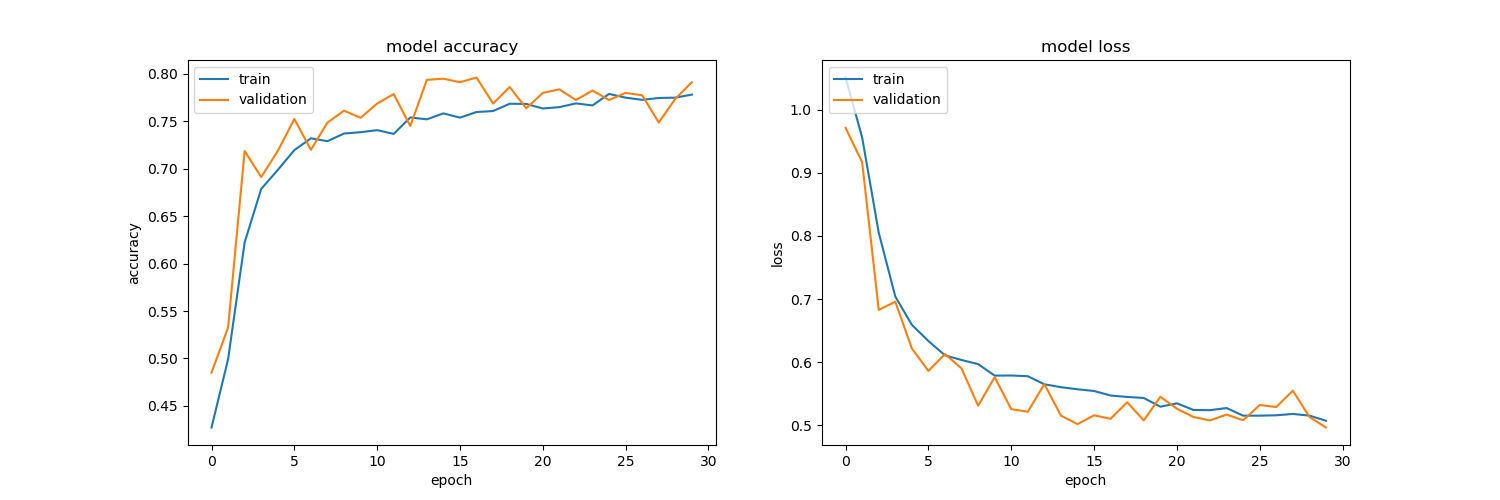 model accuracy
train
validation
0.80
0.75
0.70
0.65
0.60
0.55
0.50
0.45
accuracy
0 5 10 15 20 25 30
epoch
model loss
train
validation
1.0
0.9
0.8
0.7
0.6
0.5
loss
0 5 10 15 20 25 30
epoch